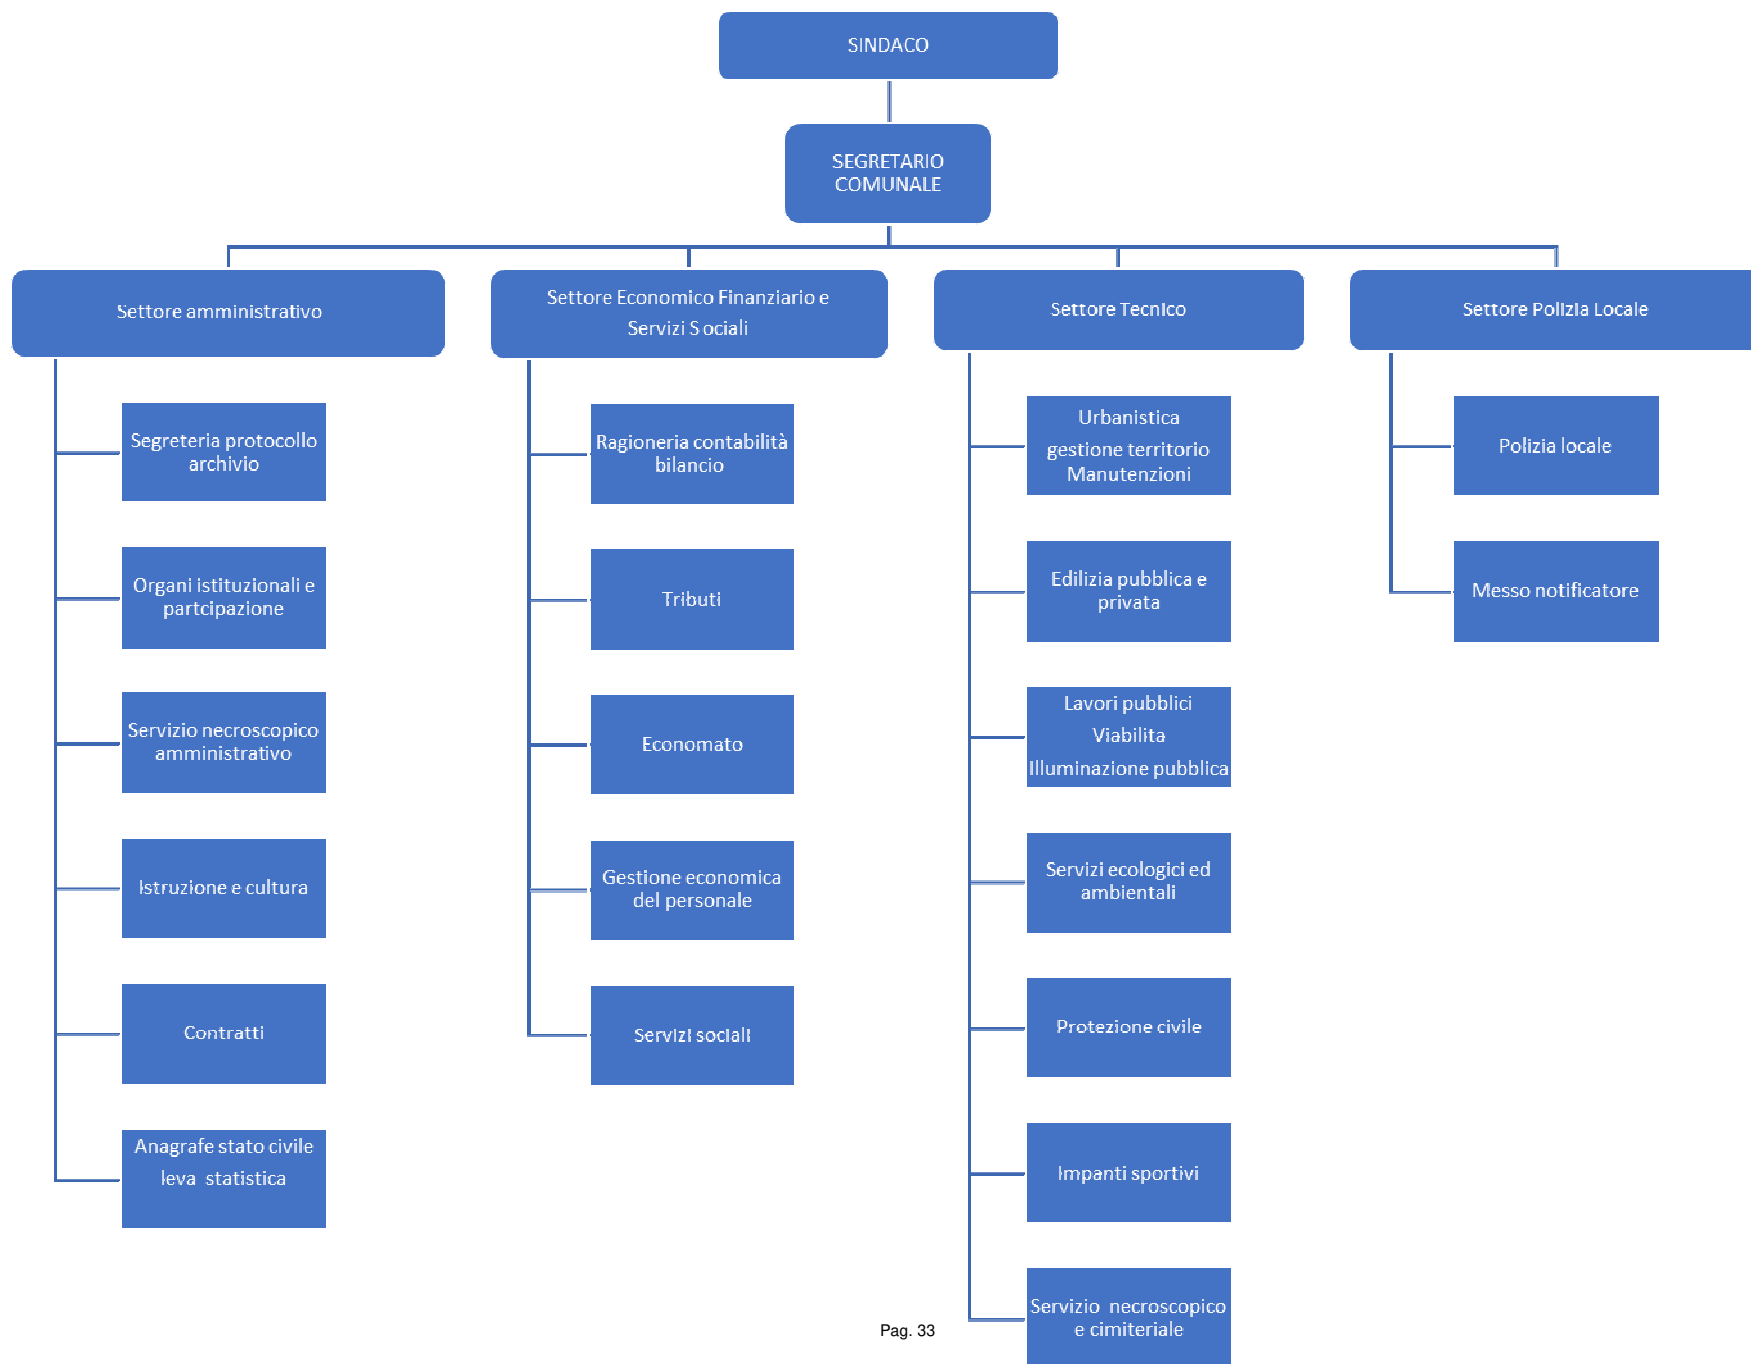 SINDACO
SEGRETARIO
COMUNALE
Settore amministrativo
Segreteria protocollo
archivio
Organi istituzionali e
partcipazione
Servizio necroscopico
amministrativo
Istruzione e cultura
Contratti
Anagrafe stato civile
leva statistica
Settore Economico Finanziario e
Servizi Sociali
Ragioneria contabilità
bilancio
Tributi
Economato
Gestione economica
del personale
Servizi sociali
Settore Tecnico
Urbanistica
gestione territorio
Manutenzioni
Edilizia pubblica e
privata
Lavori pubblici
Viabilita
Illuminazione pubblica
Servizi ecologici ed
ambientali
Protezione civile
Impanti sportivi
Servizio necroscopico
e cimiteriale
Settore Polizia Locale
Polizia locale
Messo notificatore
Pag. 33